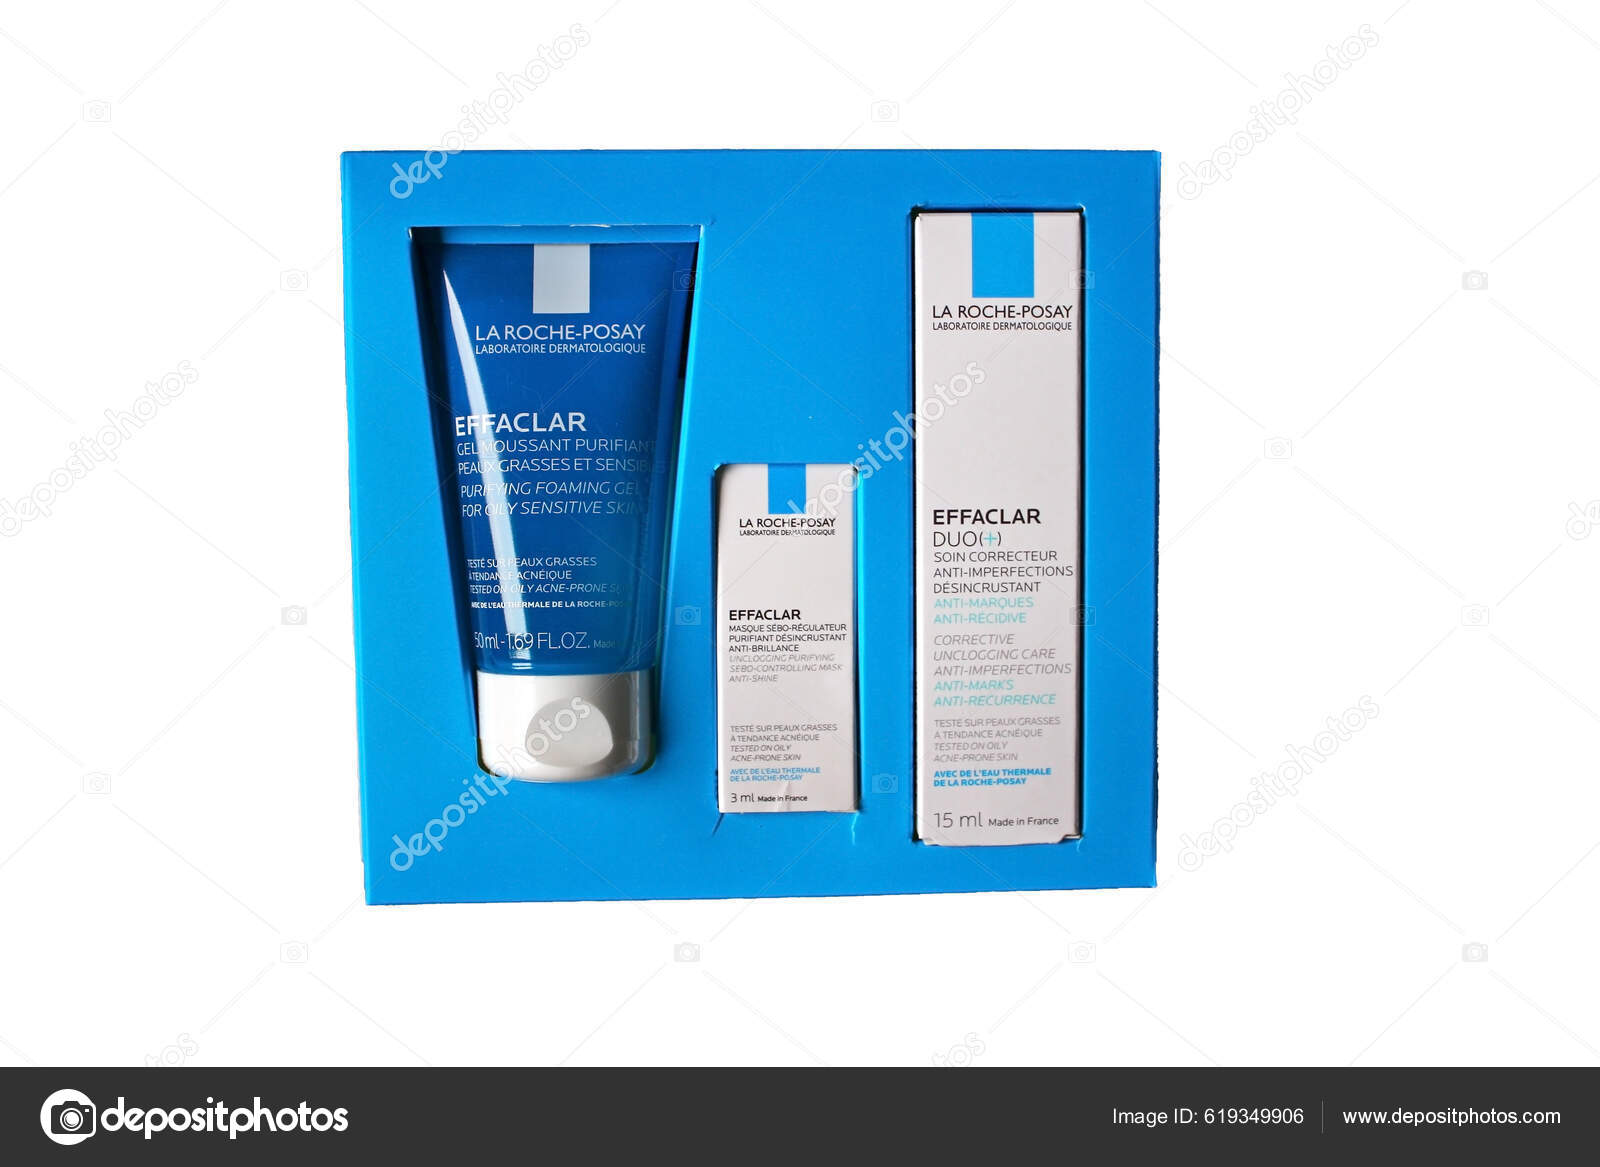 LA ROCHE-POSAY
LABORATOIRE DERMATOLOGIQUE
EFFACLAR
GEL MOUSSANT PURIFIANT
PEAUX GRASSES ET SENSIBLES
PURIFYING FOAMING GEL
FOR OILY SENSITIVE SKIN
TESTÉ SUR PEAUX GRASSES
À TENDANCE ACNÉIQUE
TESTED ON OILY ACNE-PRONE
AVEC DE L'EAU THERMALE DE LA ROCHE-POSAY
50ml-1.69 FL.OZ. Made
LA ROCHE-POSAY
LABORATOIRE DERMATOLOGIQUE
EFFACLAR
MASQUE SÉBO-RÉGULATEUR
PURIFIANT DÉSINCRUSTANT
ANTI-BRILLANCE
UNCLOGGING PURIFYING
SEBO-CONTROLLING MASK
ANTI-SHINE
TESTÉ SUR PEAUX GRASSES
À TENDANCE ACNÉIQUE
TESTED ON OILY
ACNE-PRONE SKIN
AVEC DE L'EAU THERMALE
DE LA ROCHE-POSAY
3 ml Made in France
LA ROCHE-POSAY
LABORATOIRE DERMATOLOGIQUE
EFFACLAR
DUO(+)
SOIN CORRECTEUR
ANTI-IMPERFECTIONS
DÉSINCRUSTANT
ANTI-MARQUES
ANTI-RÉCIDIVE
CORRECTIVE
UNCLOGGING CARE
ANTI-IMPERFECTIONS
ANTI-MARKS
ANTI-RECURRENCE
TESTÉ SUR PEAUX GRASSES
À TENDANCE ACNÉIQUE
TESTED ON OILY
ACNE-PRONE SKIN
AVEC DE L'EAU THERMALE
DE LA ROCHE-POSAY
15 ml Made in France
depositphotos
Image ID: 619349906
www.depositphotos.com